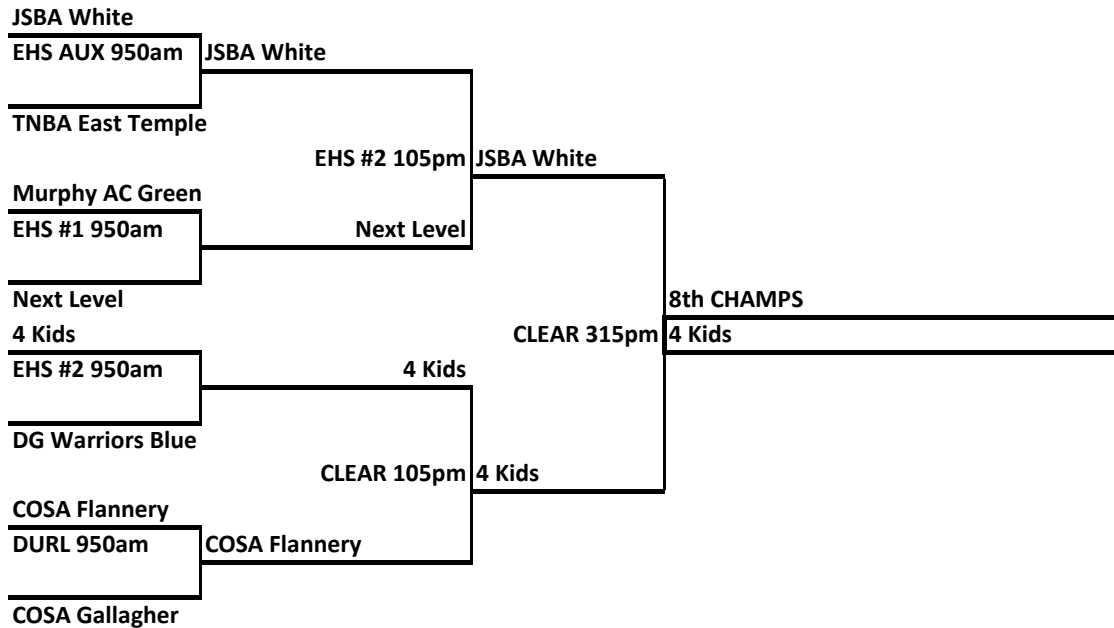 JSBA White
EHS AUX 950am
JSBA White
TNBA East Temple
EHS #2 105pm
JSBA White
Murphy AC Green
EHS #1 950am
Next Level
Next Level
8th CHAMPS
4 Kids
CLEAR 315pm
4 Kids
EHS #2 950am
4 Kids
DG Warriors Blue
CLEAR 105pm
4 Kids
COSA Flannery
DURL 950am
COSA Flannery
COSA Gallagher